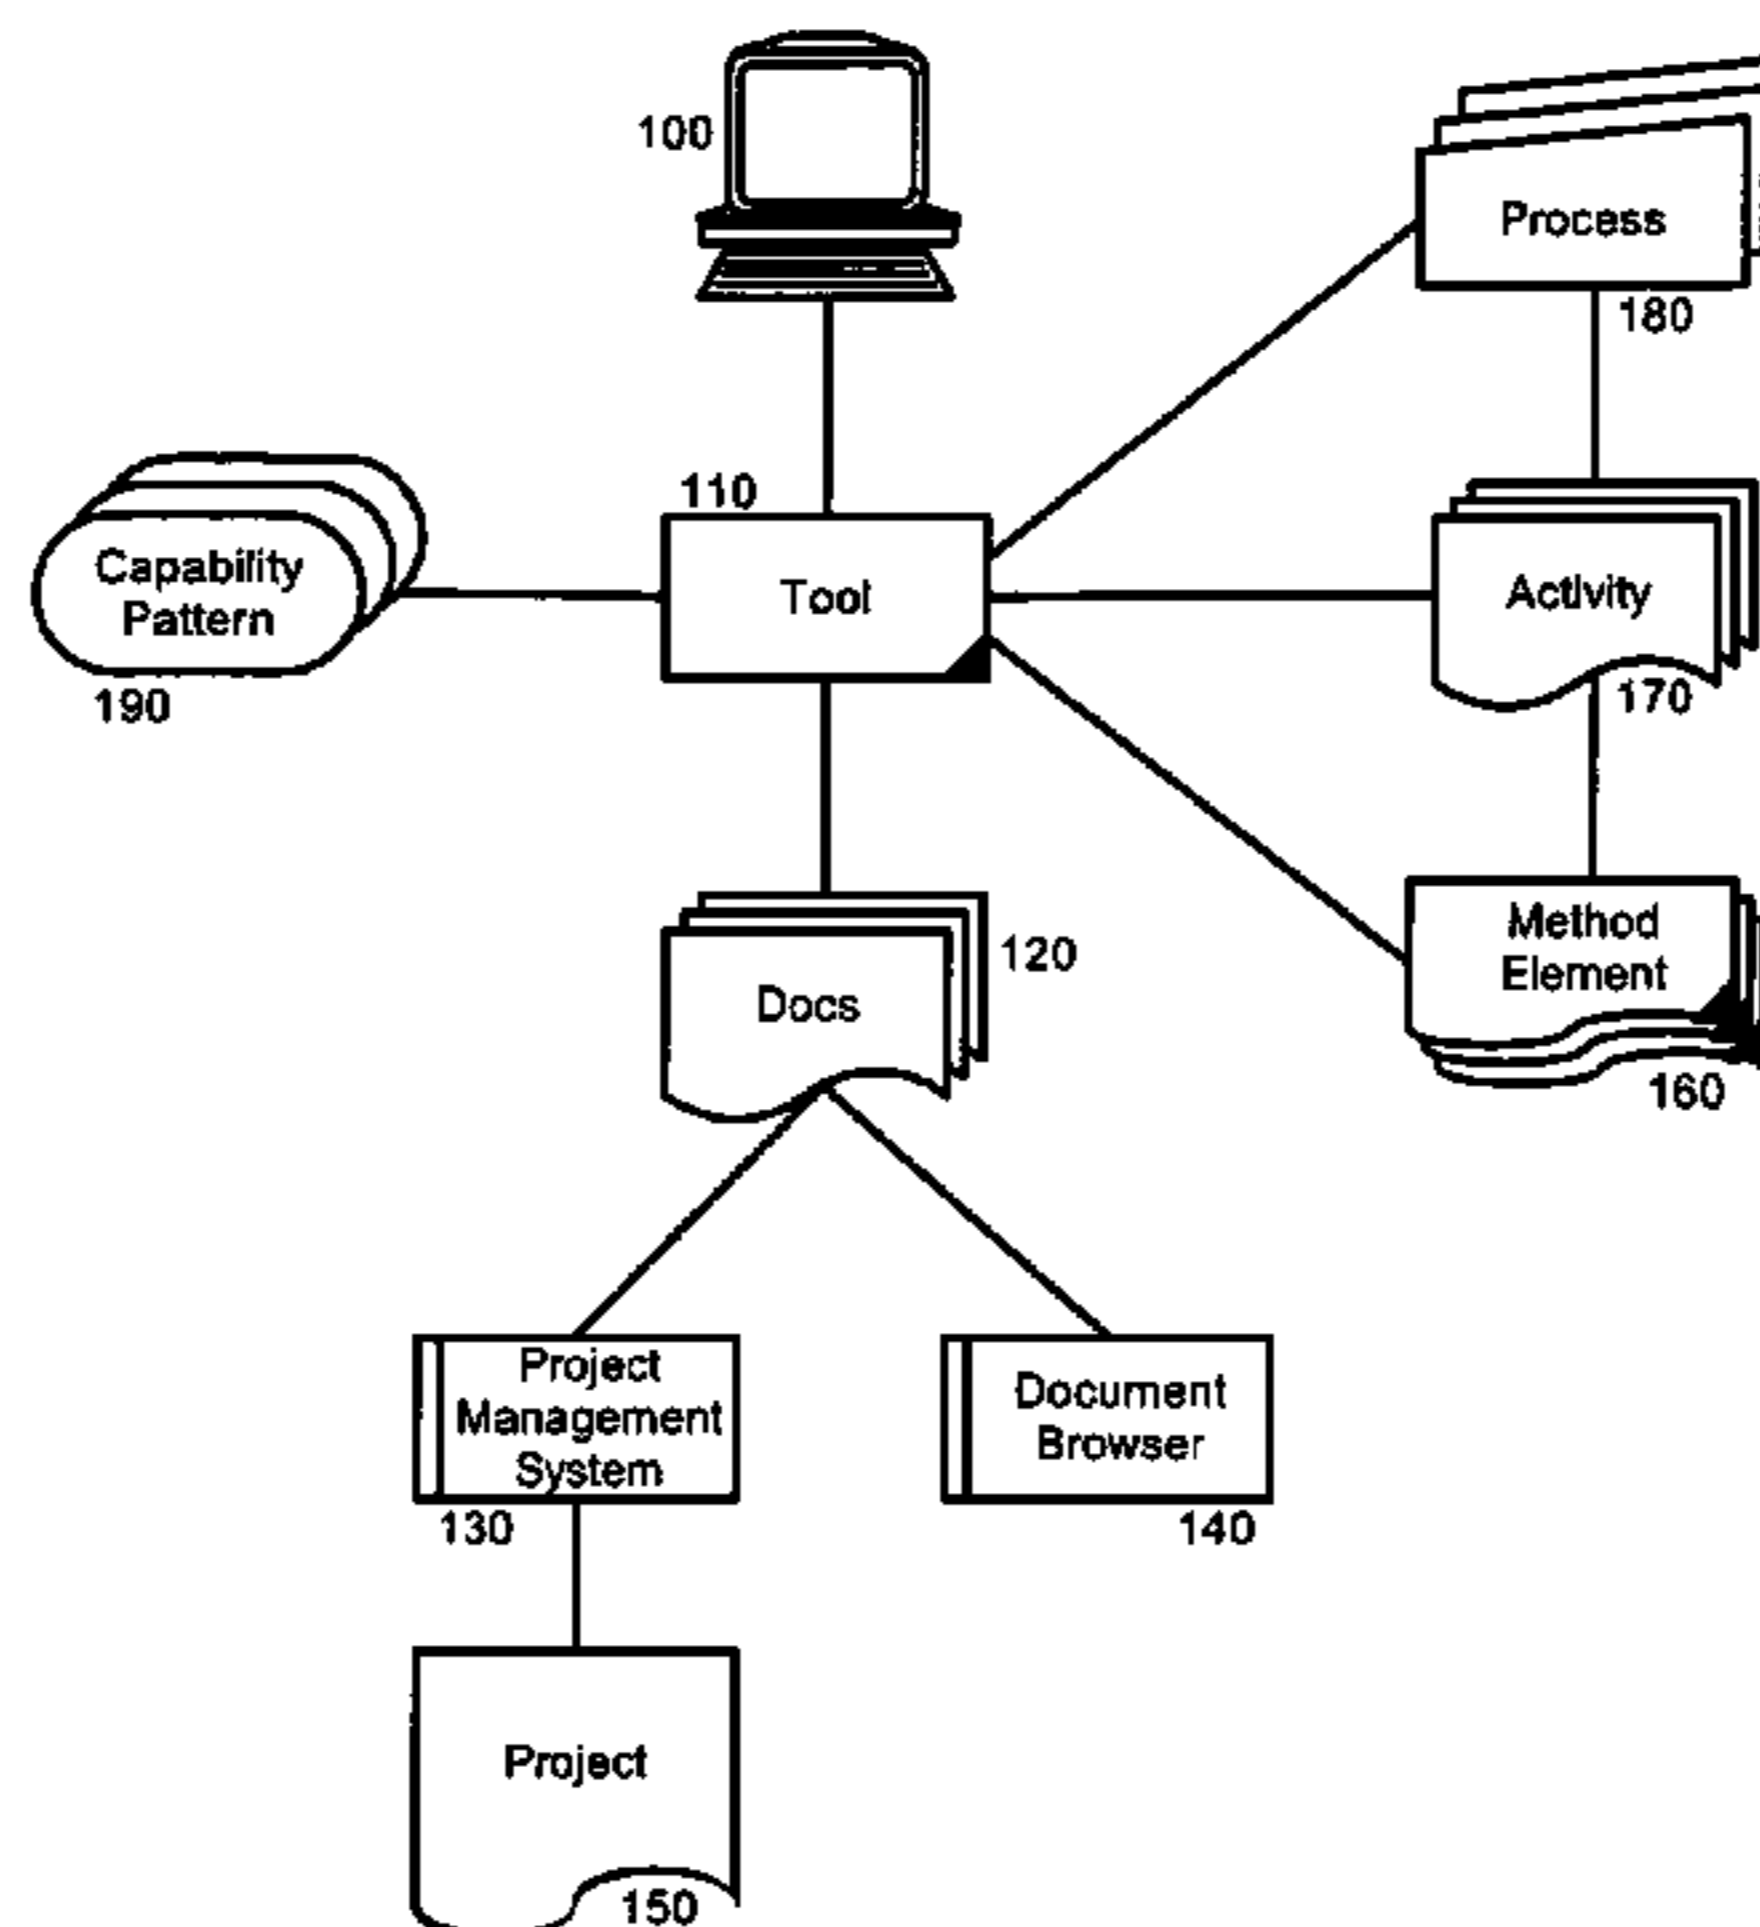 100
Process
180
110
Capability
Pattern
190
Tool
Activity
170
120
Docs
Method
Element
160
Project
Management
System
130
Document
Browser
140
Project
150